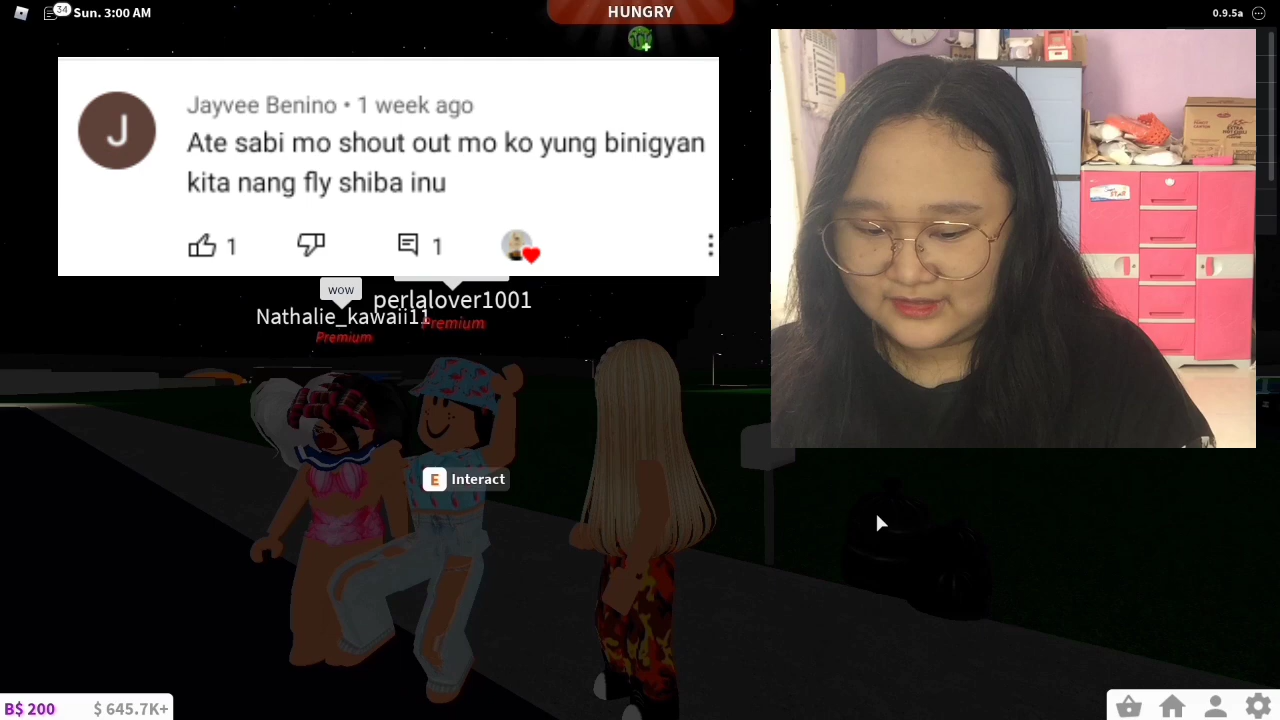 34
Sun. 3:00 AM
HUNGRY
0.9.5a
J
Jayvee Benino • 1 week ago
Ate sabi mo shout out mo ko yung binigyan
kita nang fly shiba inu
1
1
wow
perlalover1001
Nathalie_kawaii11
Premium
Premium
E Interact
B$ 200
$ 645.7K+